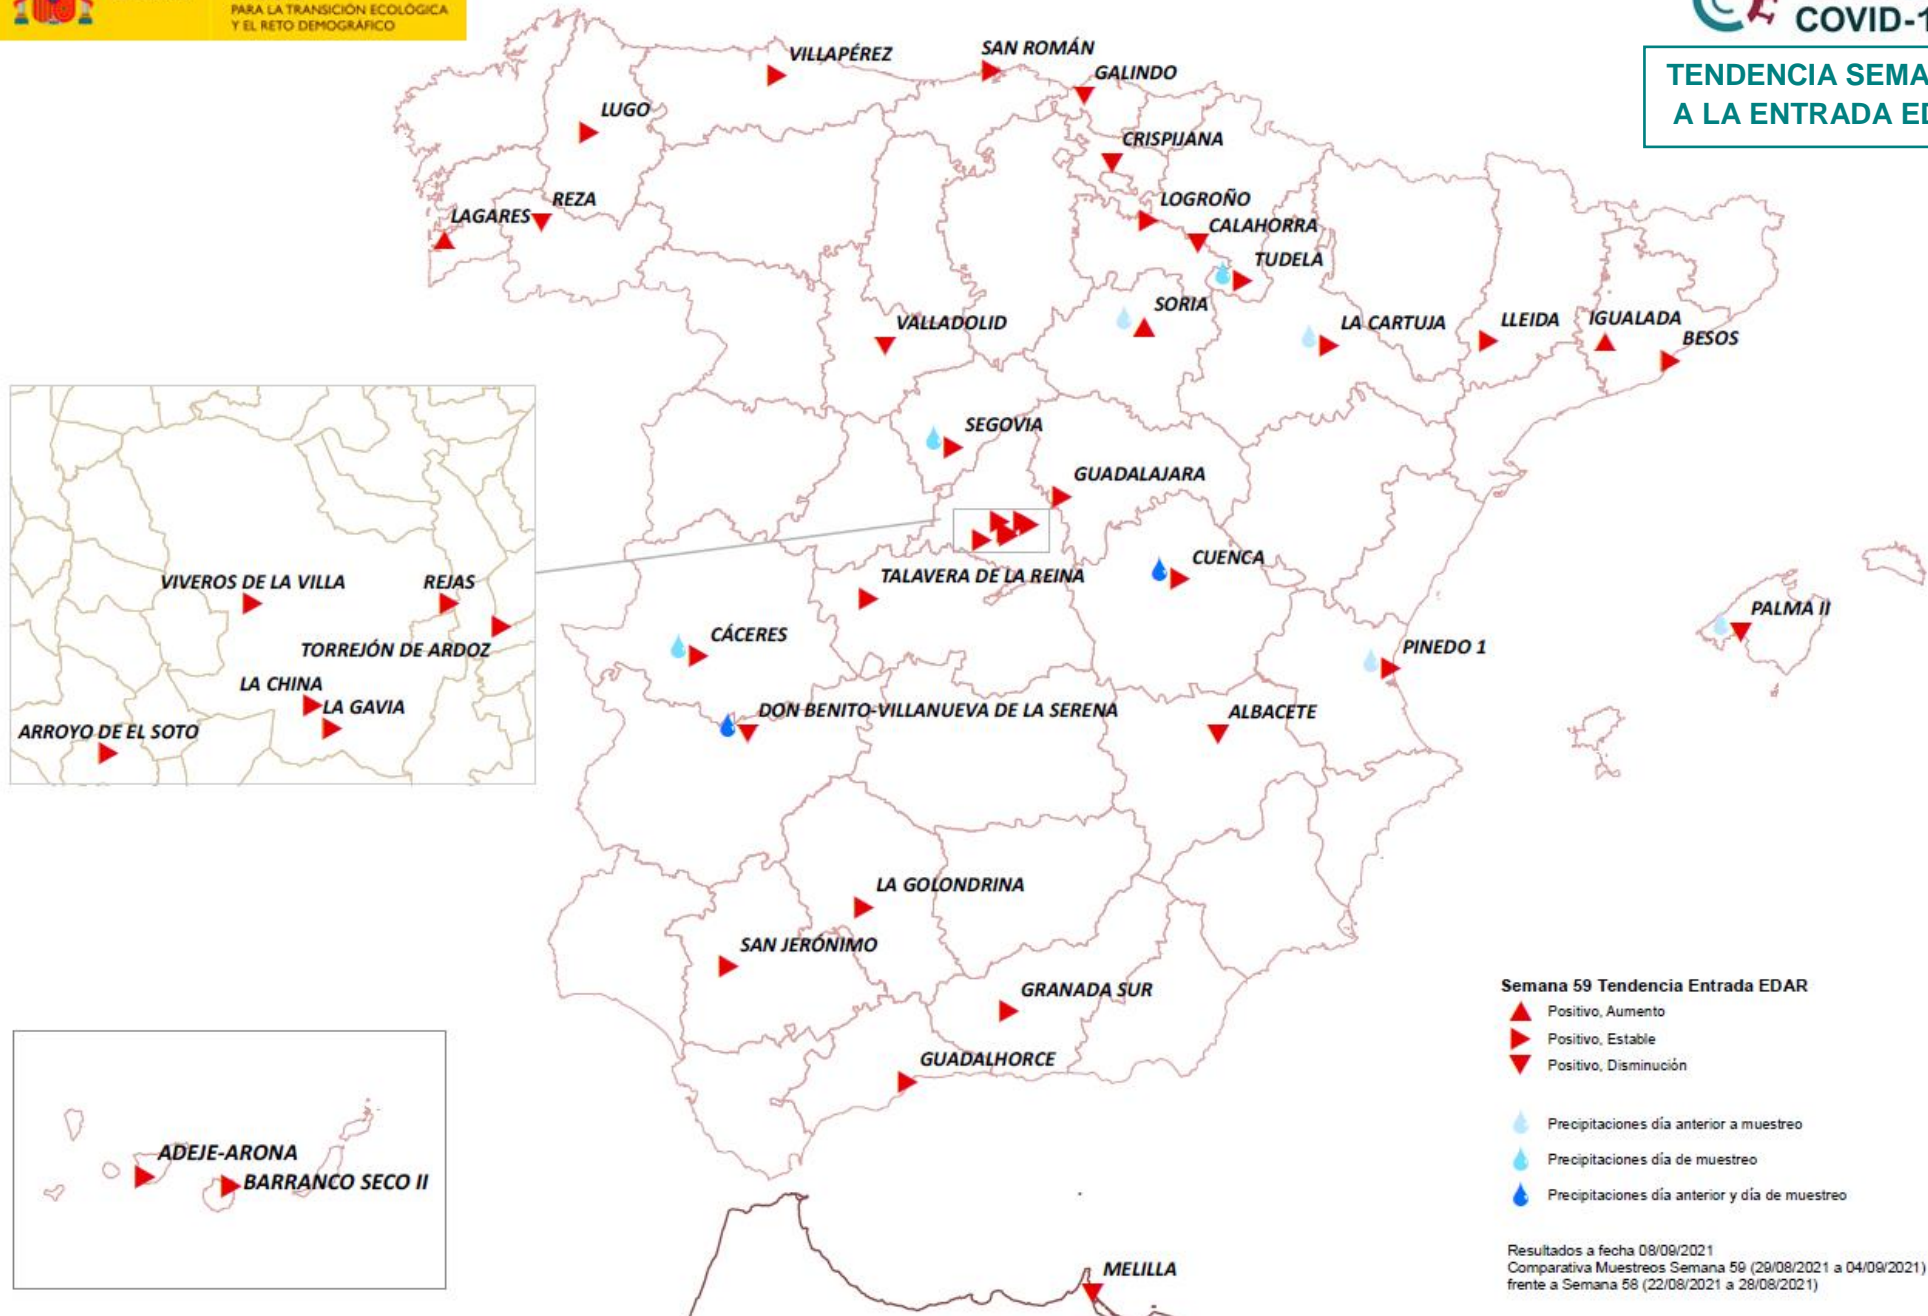 PARA LA TRANSICIÓN ECOLÓGICA
Y EL RETO DEMOGRÁFICO
COVID-1
TENDENCIA SEMA
A LA ENTRADA ED
VILLAPÉREZ
SAN ROMÁN
GALINDO
LUGO
CRISPIJANA
REZA
LAGARES
LOGROÑO
CALAHORRA
TUDELA
SORIA
VALLADOLID
LA CARTUJA
LLEIDA
IGUALADA
BESOS
SEGOVIA
GUADALAJARA
CUENCA
TALAVERA DE LA REINA
VIVEROS DE LA VILLA
REJAS
TORREJÓN DE ARDOZ
LA CHINA
LA GAVIA
ARROYO DE EL SOTO
CÁCERES
PALMA II
PINEDO 1
DON BENITO-VILLANUEVA DE LA SERENA
ALBACETE
LA GOLONDRINA
SAN JERÓNIMO
GRANADA SUR
GUADALHORCE
ADEJE-ARONA
BARRANCO SECO II
MELILLA
Semana 59 Tendencia Entrada EDAR
Positivo, Aumento
Positivo, Estable
Positivo, Disminución
Precipitaciones día anterior a muestreo
Precipitaciones día de muestreo
Precipitaciones día anterior y día de muestreo
Resultados a fecha 08/09/2021
Comparativa Muestreos Semana 59 (29/08/2021 a 04/09/2021)
frente a Semana 58 (22/08/2021 a 28/08/2021)